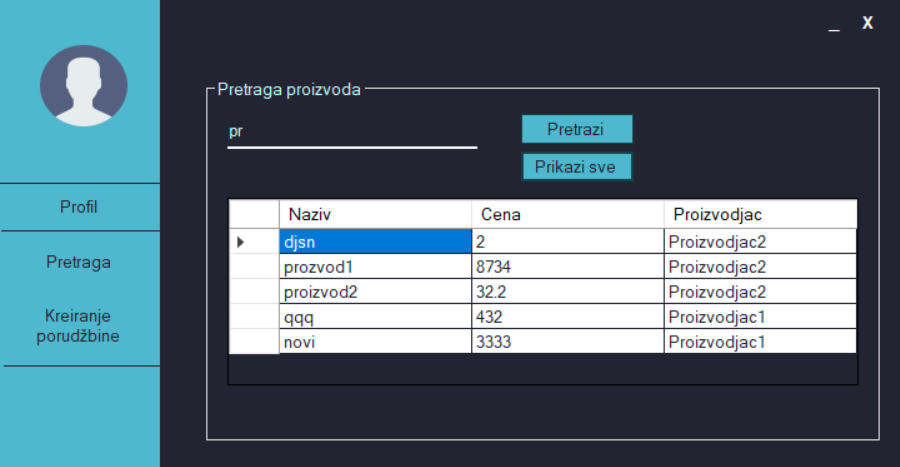 _ X
Profil
Pretraga
Kreiranje
porudžbine
Pretraga proizvoda
pr
Pretrazi
Prikazi sve
Naziv Cena Proizvodjac
djsn 2 Proizvodjac2
prozvod1 8734 Proizvodjac2
proizvod2 32.2 Proizvodjac2
qqq 432 Proizvodjac1
novi 3333 Proizvodjac1